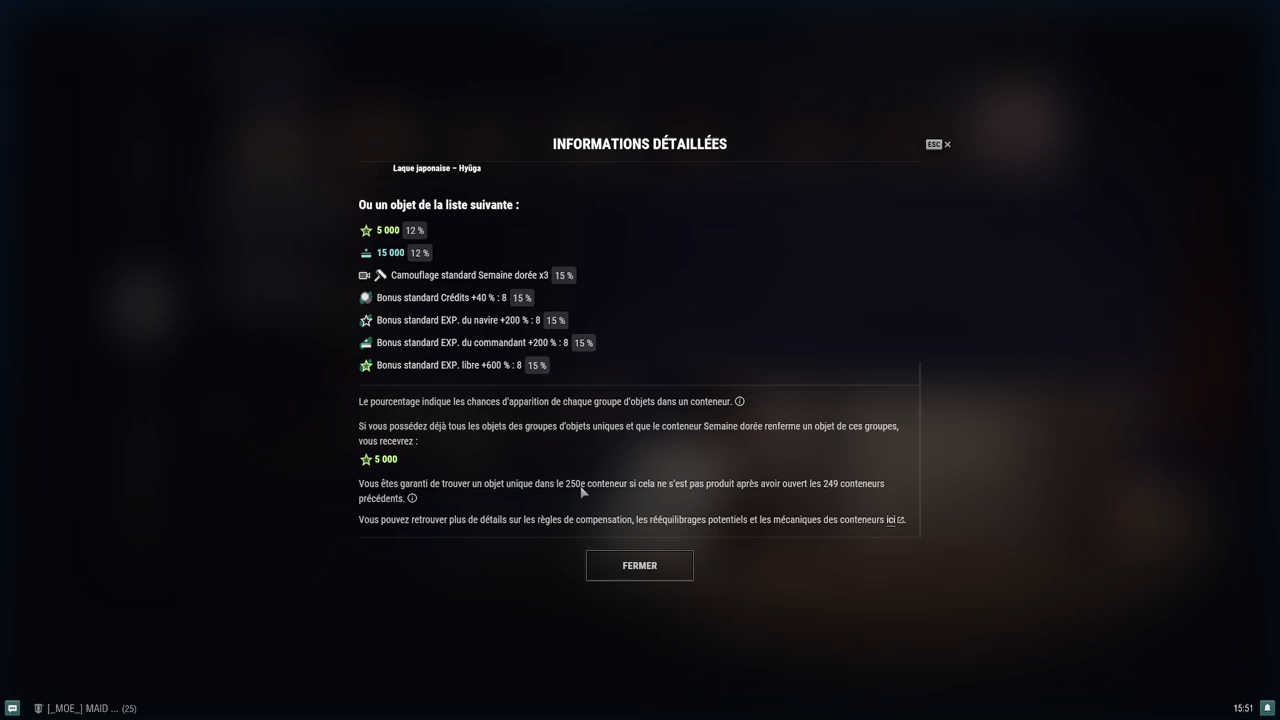 INFORMATIONS DÉTAILLÉES
ESC ×
Laque japonaise – Hyūga
Ou un objet de la liste suivante :
5 000 12 %
15 000 12 %
Camouflage standard Semaine dorée x3 15 %
Bonus standard Crédits +40 % : 8 15 %
Bonus standard EXP. du navire +200 % : 8 15 %
Bonus standard EXP. du commandant +200 % : 8 15 %
Bonus standard EXP. libre +600 % : 8 15 %
Le pourcentage indique les chances d'apparition de chaque groupe d'objets dans un conteneur.
Si vous possédez déjà tous les objets des groupes d'objets uniques et que le conteneur Semaine dorée renferme un objet de ces groupes,
vous recevrez :
5 000
Vous êtes garanti de trouver un objet unique dans le 250e conteneur si cela ne s'est pas produit après avoir ouvert les 249 conteneurs
précédents.
Vous pouvez retrouver plus de détails sur les règles de compensation, les rééquilibrages potentiels et les mécaniques des conteneurs ici.
FERMER
[_MOE_] MAID ... (25)
15:51